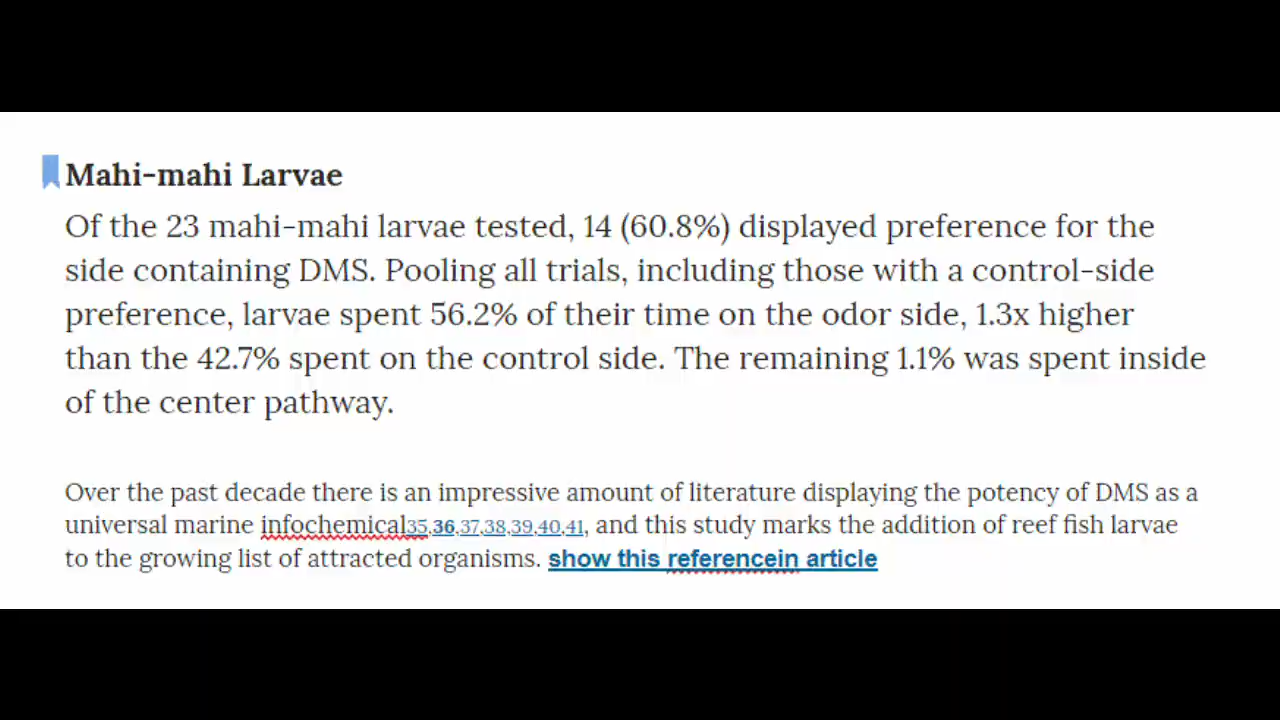 Mahi-mahi Larvae
Of the 23 mahi-mahi larvae tested, 14 (60.8%) displayed preference for the
side containing DMS. Pooling all trials, including those with a control-side
preference, larvae spent 56.2% of their time on the odor side, 1.3x higher
than the 42.7% spent on the control side. The remaining 1.1% was spent inside
of the center pathway.
Over the past decade there is an impressive amount of literature displaying the potency of DMS as a
universal marine infochemical35,36,37,38,39,40,41, and this study marks the addition of reef fish larvae
to the growing list of attracted organisms. show this referencein article